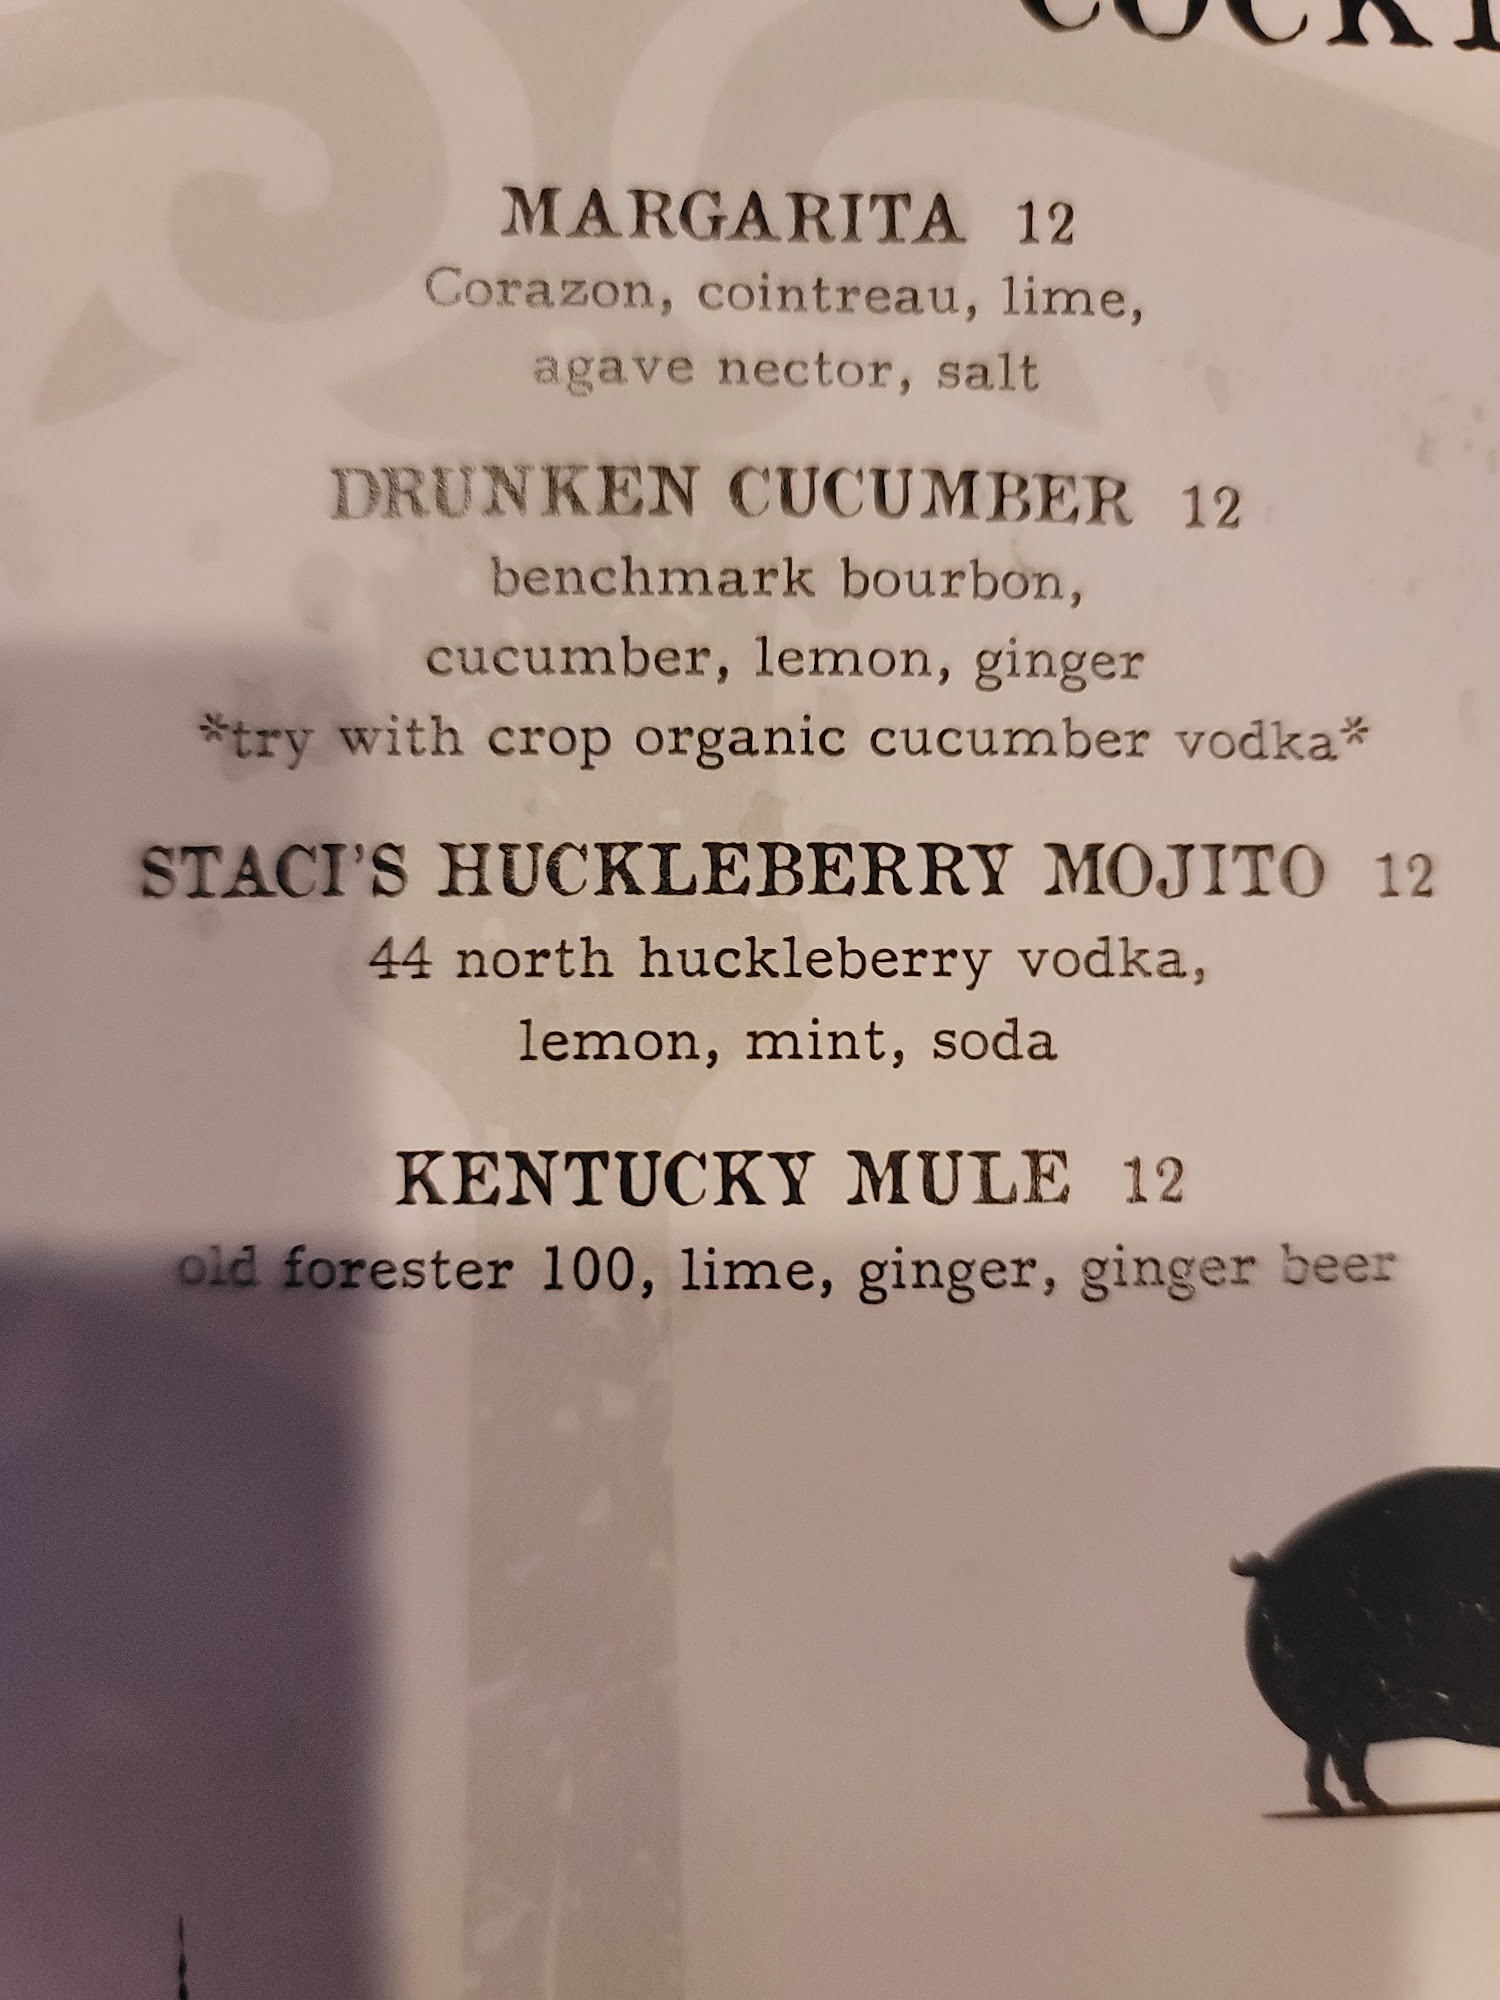 COCKT
MARGARITA 12
Corazon, cointreau, lime,
agave nector, salt
DRUNKEN CUCUMBER 12
benchmark bourbon,
cucumber, lemon, ginger
*try with crop organic cucumber vodka*
STACI'S HUCKLEBERRY MOJITO 12
44 north huckleberry vodka,
lemon, mint, soda
KENTUCKY MULE 12
old forester 100, lime, ginger, ginger beer